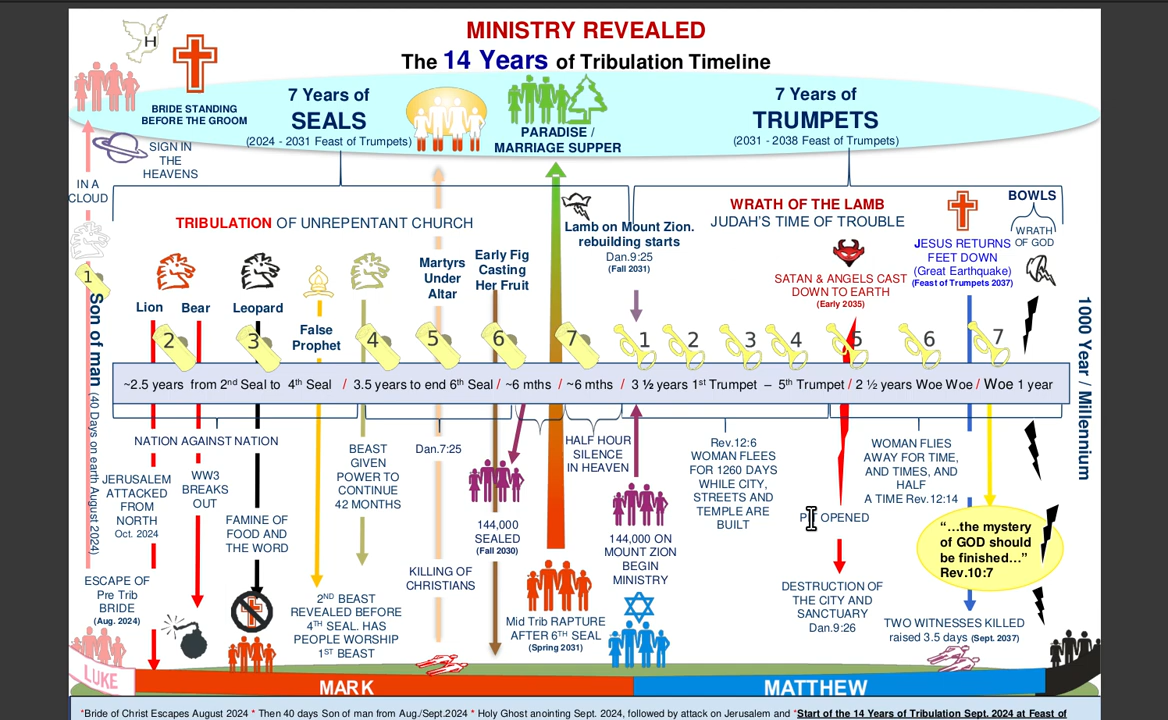 MINISTRY REVEALED
The 14 Years of Tribulation Timeline
H
BRIDE STANDING
BEFORE THE GROOM
7 Years of
SEALS
(2024 - 2031 Feast of Trumpets)
PARADISE /
MARRIAGE SUPPER
7 Years of
TRUMPETS
(2031 - 2038 Feast of Trumpets)
SIGN IN
THE
HEAVENS
IN A
CLOUD
TRIBULATION OF UNREPENTANT CHURCH
Lamb on Mount Zion.
rebuilding starts
Dan.9:25
(Fall 2031)
WRATH OF THE LAMB
JUDAH'S TIME OF TROUBLE
BOWLS
WRATH
OF GOD
JESUS RETURNS
FEET DOWN
(Great Earthquake)
(Feast of Trumpets 2037)
SATAN & ANGELS CAST
DOWN TO EARTH
(Early 2035)
Lion
Bear
Leopard
False
Prophet
Martyrs
Under
Altar
Early Fig
Casting
Her Fruit
1
2
3
4
5
6
7
1
2
3
4
5
6
7
Son of man (40 Days on earth August 2024)
1000 Year / Millennium
~2.5 years from 2nd Seal to 4th Seal / 3.5 years to end 6th Seal / ~6 mths / ~6 mths / 3 ½ years 1st Trumpet – 5th Trumpet / 2 ½ years Woe Woe / Woe 1 year
NATION AGAINST NATION
JERUSALEM
ATTACKED
FROM
NORTH
Oct. 2024
WW3
BREAKS
OUT
FAMINE OF
FOOD AND
THE WORD
BEAST
GIVEN
POWER TO
CONTINUE
42 MONTHS
Dan.7:25
HALF HOUR
SILENCE
IN HEAVEN
144,000
SEALED
(Fall 2030)
144,000 ON
MOUNT ZION
BEGIN
MINISTRY
Rev.12:6
WOMAN FLEES
FOR 1260 DAYS
WHILE CITY,
STREETS AND
TEMPLE ARE
BUILT
OPENED
WOMAN FLIES
AWAY FOR TIME,
AND TIMES, AND
HALF
A TIME Rev.12:14
"…the mystery
of GOD should
be finished…"
Rev.10:7
ESCAPE OF
Pre Trib
BRIDE
(Aug. 2024)
2ND BEAST
REVEALED BEFORE
4TH SEAL. HAS
PEOPLE WORSHIP
1ST BEAST
KILLING OF
CHRISTIANS
Mid Trib RAPTURE
AFTER 6TH SEAL
(Spring 2031)
DESTRUCTION OF
THE CITY AND
SANCTUARY
Dan.9:26
TWO WITNESSES KILLED
raised 3.5 days (Sept. 2037)
LUKE
MARK
MATTHEW
*Bride of Christ Escapes August 2024 * Then 40 days Son of man from Aug./Sept.2024 * Holy Ghost anointing Sept. 2024, followed by attack on Jerusalem and *Start of the 14 Years of Tribulation Sept. 2024 at Feast of